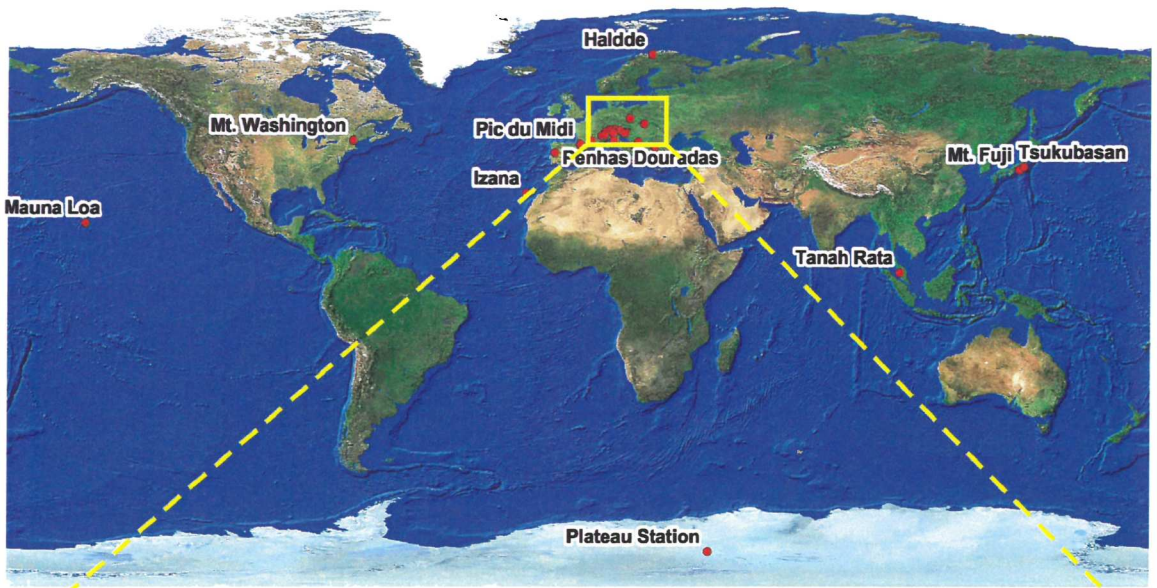 Haldde
Mt. Washington
Pic du Midi
Penhas Douradas
Mt. Fuji
Tsukubasan
Izana
Mauna Loa
Tanah Rata
Plateau Station